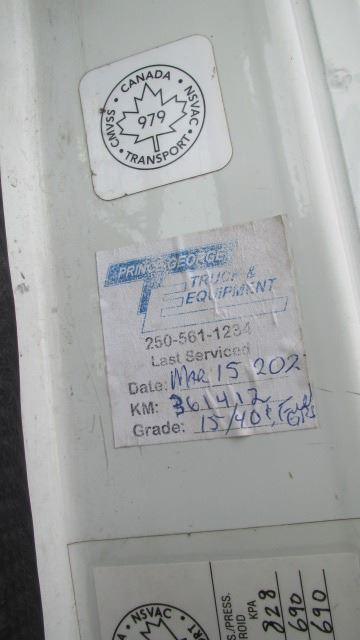 CANADA
CMVSS • 979 • NSVAC
TRANSPORT
PRINCE GEORGE
TRUCK &
EQUIPMENT
250-561-1234
Last Serviced
Date: Mar 15 202
KM: 361412
Grade: 15/40 &
NSVAC
S./PRESS.
ROID KPA
828
690
690